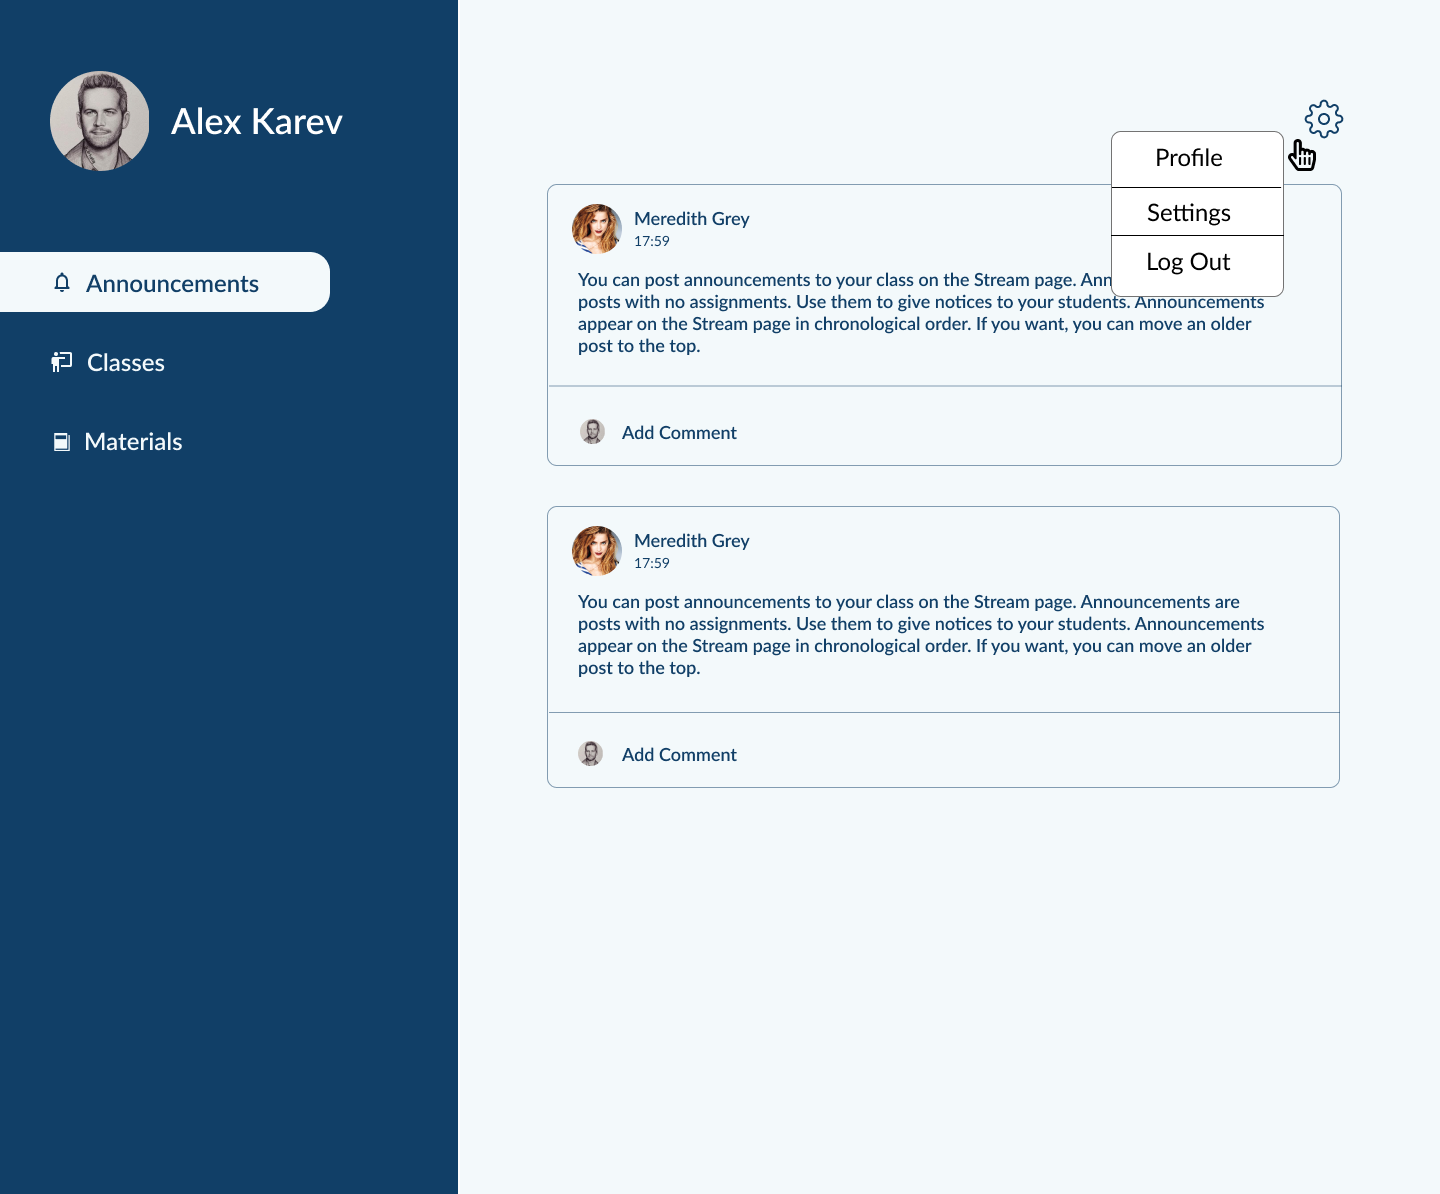 Alex Karev
Announcements
Classes
Materials
Profile
Settings
Log Out
Meredith Grey
17:59
You can post announcements to your class on the Stream page. Ann
posts with no assignments. Use them to give notices to your students. Announcements
appear on the Stream page in chronological order. If you want, you can move an older
post to the top.
Add Comment
Meredith Grey
17:59
You can post announcements to your class on the Stream page. Announcements are
posts with no assignments. Use them to give notices to your students. Announcements
appear on the Stream page in chronological order. If you want, you can move an older
post to the top.
Add Comment